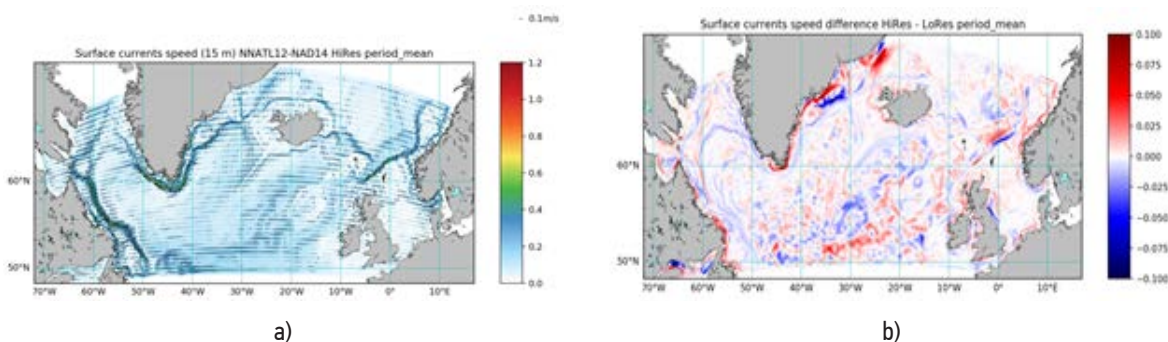 - 0.1m/s
Surface currents speed (15 m) NNATL12-NAD14 HiRes period_mean
1.2
1.0
0.8
0.6
0.4
0.2
0.0
60°N
50°N
70°W 60°W 50°W 40°W 30°W 20°W 10°W 0° 10°E
a)
Surface currents speed difference HiRes - LoRes period_mean
0.100
0.075
0.050
0.025
0.000
-0.025
-0.050
-0.075
-0.100
60°N
50°N
70°W 60°W 50°W 40°W 30°W 20°W 10°W 0° 10°E
b)